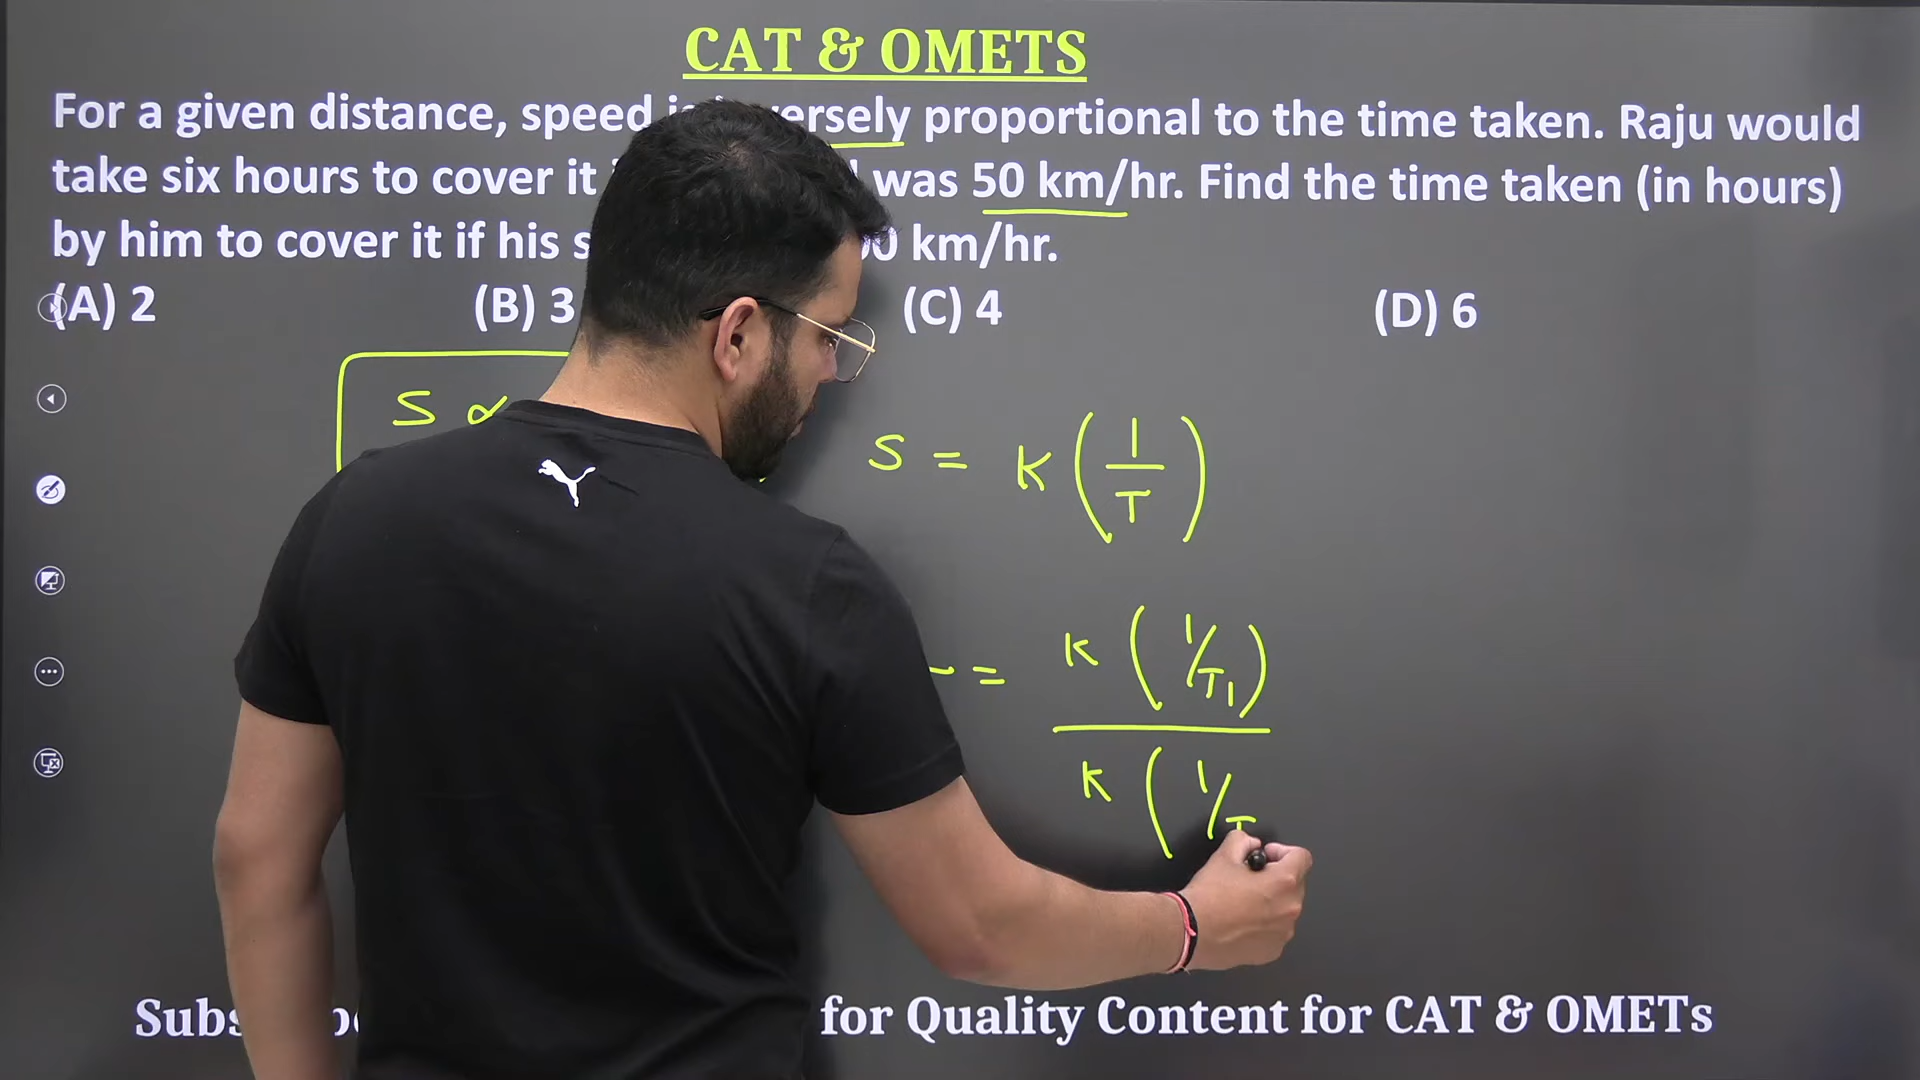 CAT & OMETS
For a given distance, speed ersely proportional to the time taken. Raju would
take six hours to cover it was 50 km/hr. Find the time taken (in hours)
by him to cover it if his 0 km/hr.
(A) 2 (B) 3 (C) 4 (D) 6
S ∝
S = K ( 1/T )
= K ( 1/T1 )
K ( 1/T
Subs for Quality Content for CAT & OMETs